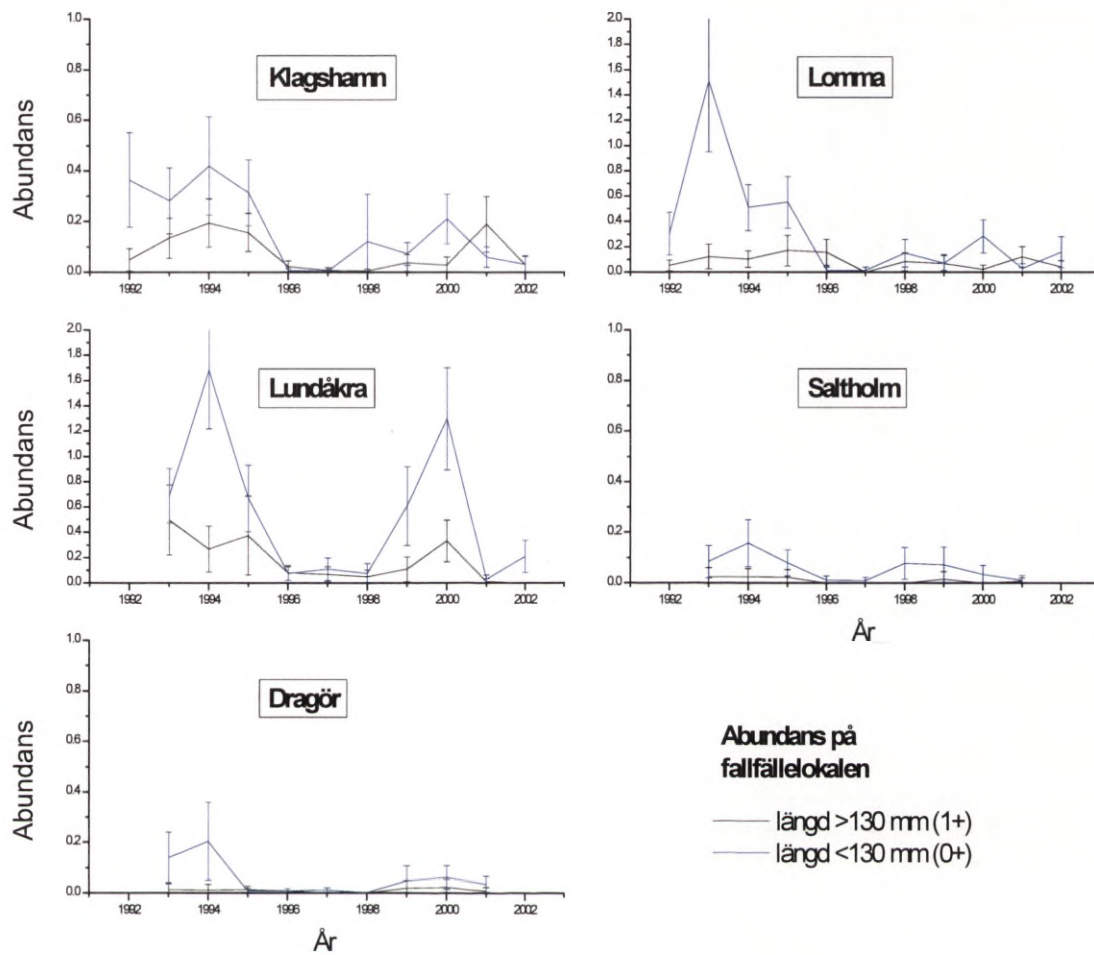 Klagshamn
Abundans
1.0
0.8
0.6
0.4
0.2
0.0
1992 1994 1996 1998 2000 2002
Lomma
2.0
1.8
1.6
1.4
1.2
1.0
0.8
0.6
0.4
0.2
0.0
1992 1994 1996 1998 2000 2002
Lundåkra
Abundans
2.0
1.8
1.6
1.4
1.2
1.0
0.8
0.6
0.4
0.2
0.0
1992 1994 1996 1998 2000 2002
Saltholm
1.0
0.8
0.6
0.4
0.2
0.0
1992 1994 1996 1998 2000 2002
År
Dragör
Abundans
1.0
0.8
0.6
0.4
0.2
0.0
1992 1994 1996 1998 2000 2002
År
Abundans på
fallfällelokalen
längd >130 mm (1+)
längd <130 mm (0+)